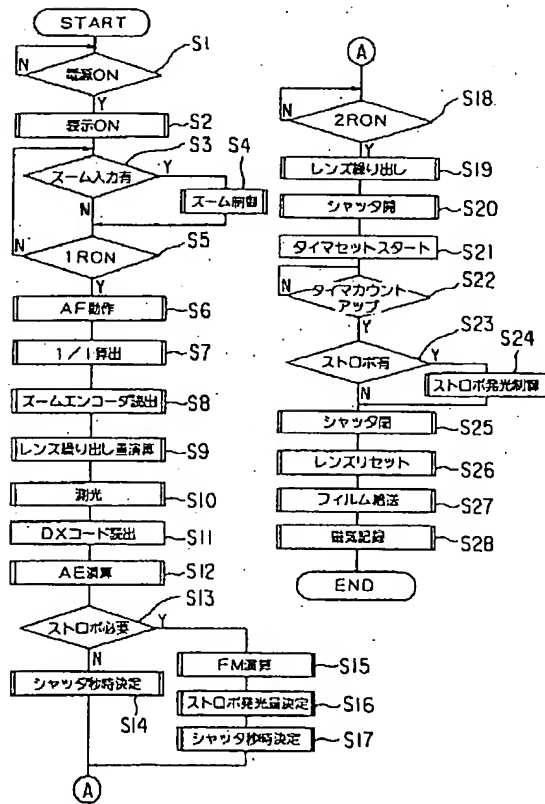 START
S1
N
電源ON
Y
表示ON
S2
S3
ズーム入力有
Y
S4
ズーム制御
N
S5
1RON
Y
AF動作
S6
1/l算出
S7
ズームエンコーダ読出
S8
レンズ繰り出し量演算
S9
測光
S10
DXコード読出
S11
AE演算
S12
S13
ストロボ必要
Y
N
シャッタ秒時決定
S14
FM演算
S15
ストロボ発光量決定
S16
シャッタ秒時決定
S17
A
A
S18
N
2RON
Y
レンズ繰り出し
S19
シャッタ開
S20
タイマセットスタート
S21
S22
N
タイマカウント
アップ
Y
S23
ストロボ有
Y
S24
ストロボ発光制御
N
シャッタ閉
S25
レンズリセット
S26
フィルム給送
S27
磁気記録
S28
END